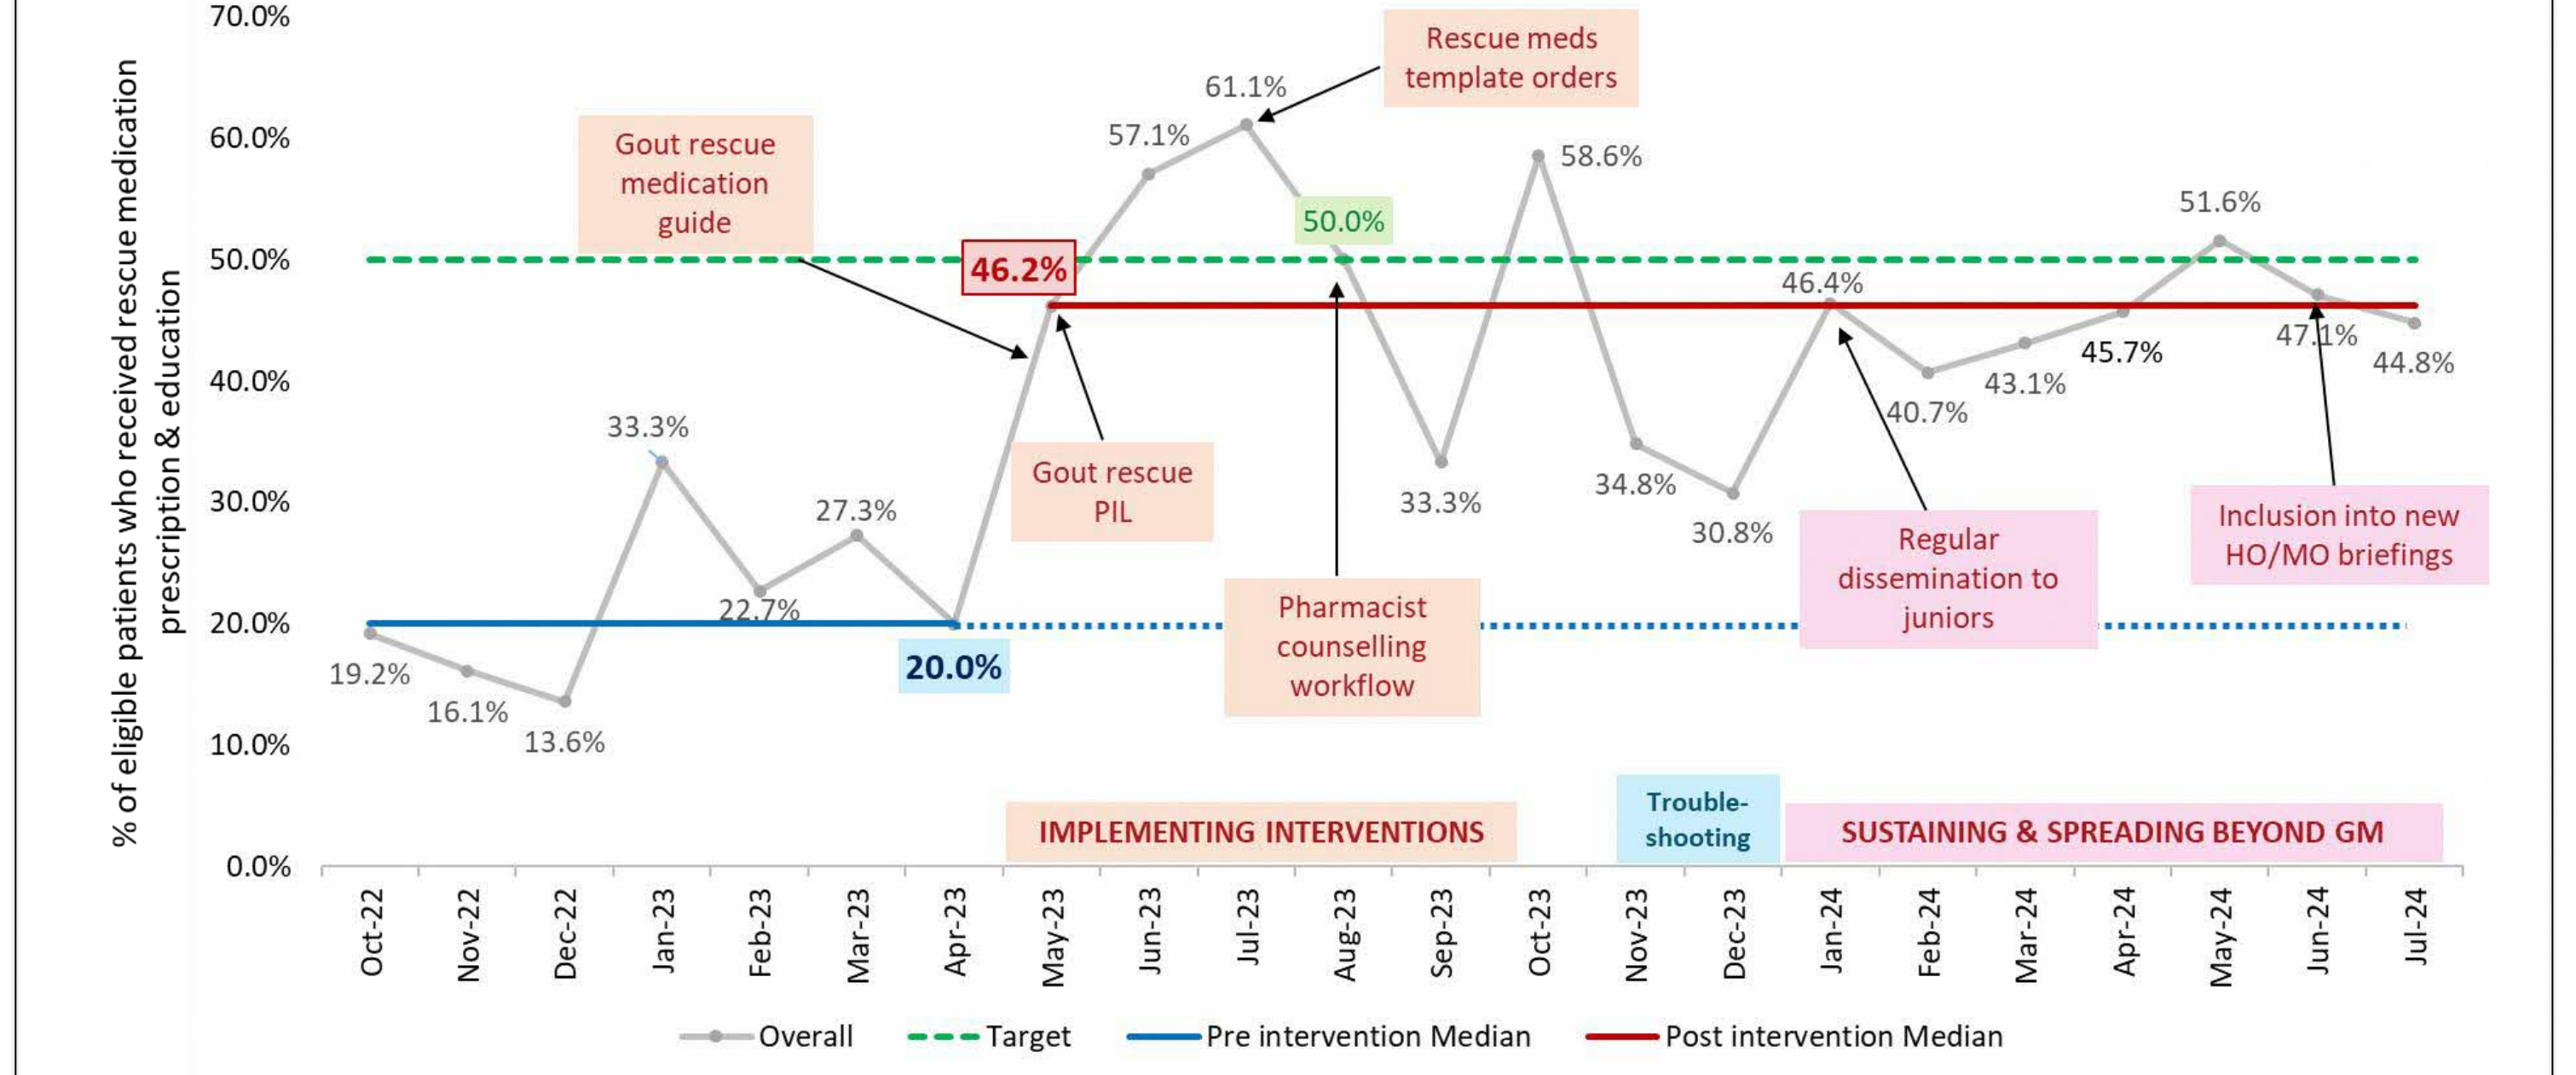 % of eligible patients who received rescue medication
prescription & education
70.0%
60.0%
50.0%
40.0%
30.0%
20.0%
10.0%
0.0%
Gout rescue
medication
guide
Rescue meds
template orders
Gout rescue
PIL
Pharmacist
counselling
workflow
Regular
dissemination to
juniors
Inclusion into new
HO/MO briefings
19.2%
16.1%
13.6%
33.3%
22.7%
27.3%
20.0%
46.2%
57.1%
61.1%
50.0%
33.3%
58.6%
34.8%
30.8%
46.4%
40.7%
43.1%
45.7%
51.6%
47.1%
44.8%
IMPLEMENTING INTERVENTIONS
Trouble-
shooting
SUSTAINING & SPREADING BEYOND GM
Oct-22
Nov-22
Dec-22
Jan-23
Feb-23
Mar-23
Apr-23
May-23
Jun-23
Jul-23
Aug-23
Sep-23
Oct-23
Nov-23
Dec-23
Jan-24
Feb-24
Mar-24
Apr-24
May-24
Jun-24
Jul-24
Overall
Target
Pre intervention Median
Post intervention Median